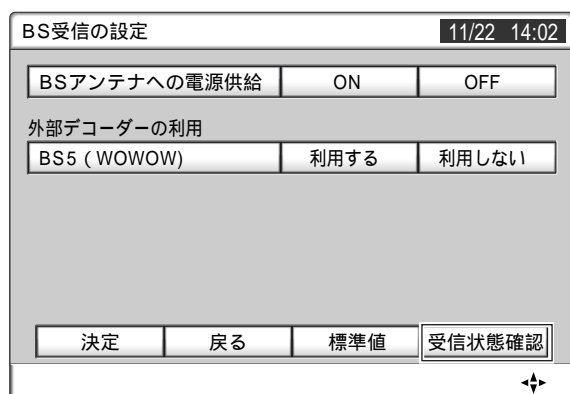 BS受信の設定 11/22 14:02
BSアンテナへの電源供給 ON OFF
外部デコーダーの利用
BS5（WOWOW) 利用する 利用しない
決定 戻る 標準値 受信状態確認